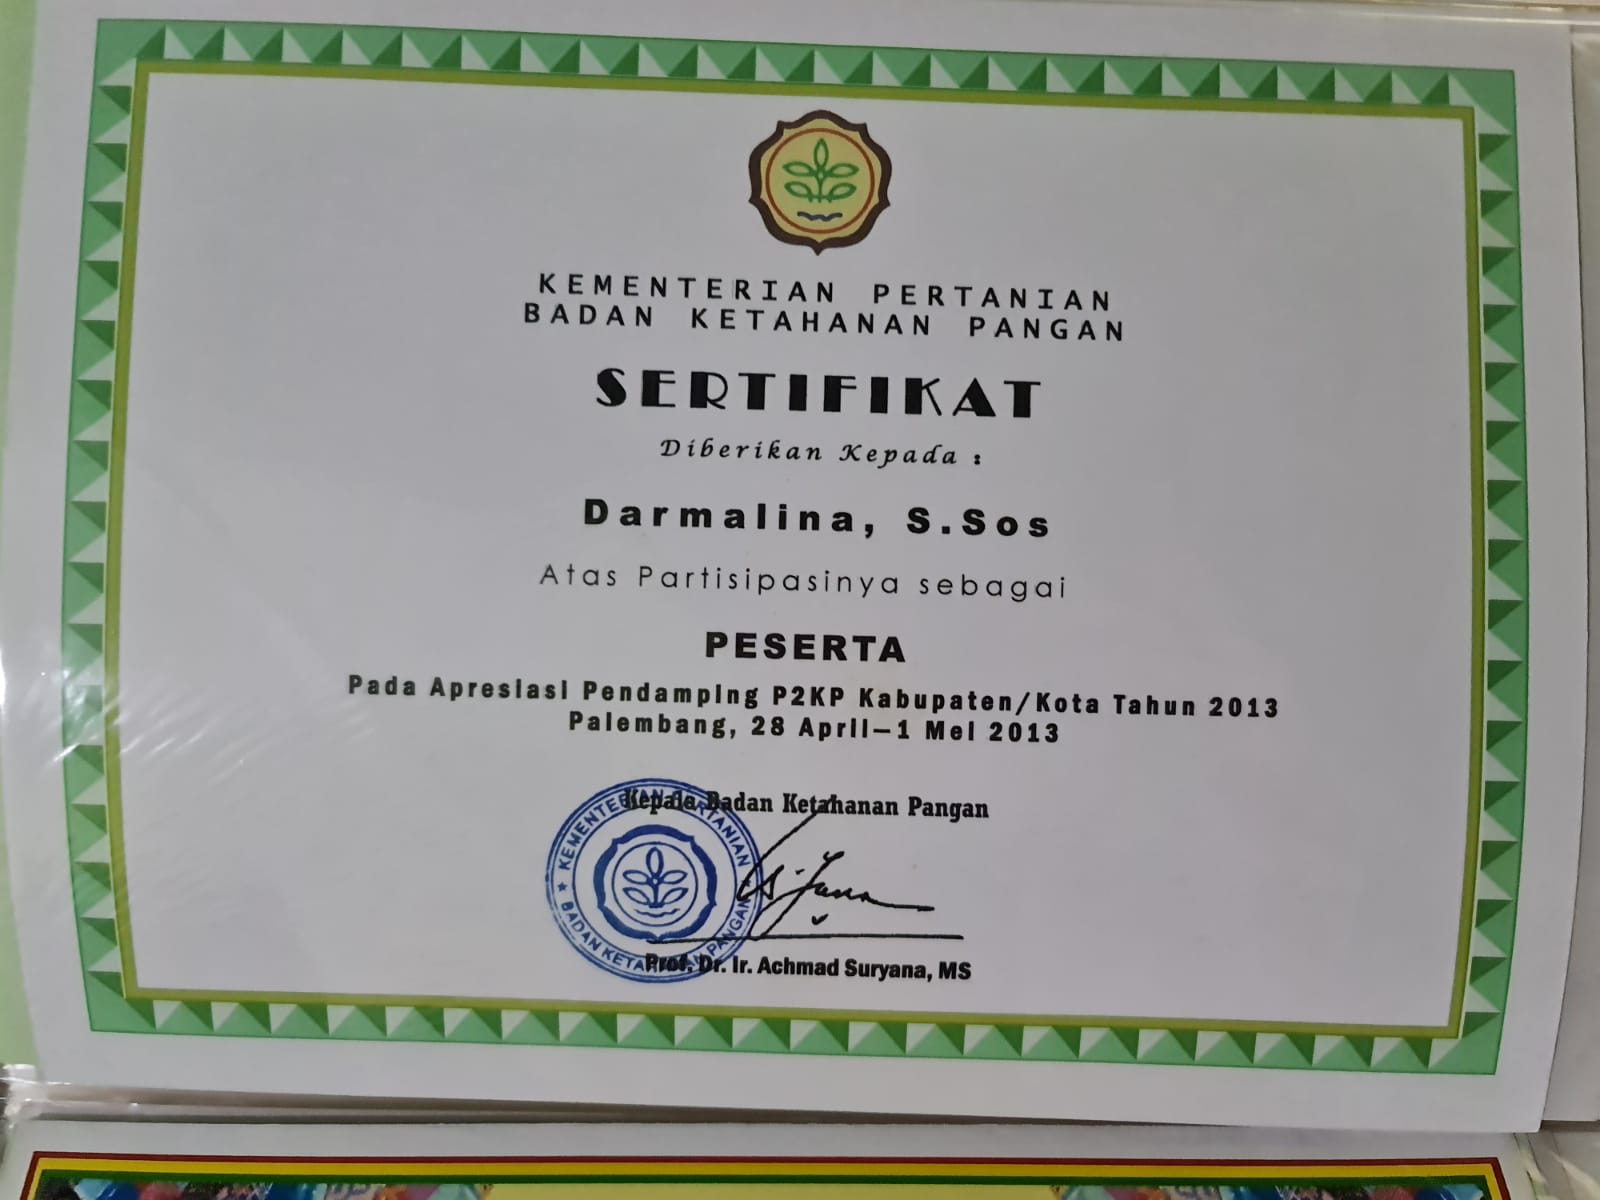 KEMENTERIAN PERTANIAN
BADAN KETAHANAN PANGAN
SERTIFIKAT
Diberikan Kepada :
Darmalina, S.Sos
Atas Partisipasinya sebagai
PESERTA
Pada Apresiasi Pendamping P2KP Kabupaten/Kota Tahun 2013
Palembang, 28 April–1 Mei 2013
Kepala Badan Ketahanan Pangan
KEMENTERIAN PERTANIAN
★ BADAN KETAHANAN PANGAN
Prof. Dr. Ir. Achmad Suryana, MS